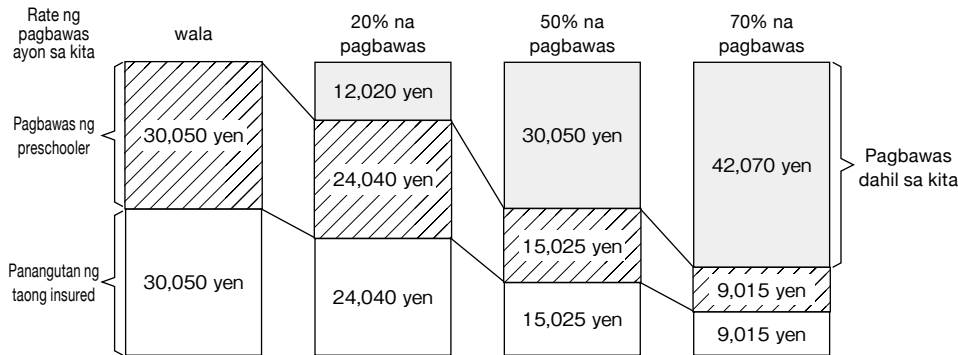 Rate ng
pagbawas
ayon sa kita
wala
20% na
pagbawas
50% na
pagbawas
70% na
pagbawas
Pagbawas ng
preschooler
Panangutan ng
taong insured
30,050 yen
30,050 yen
12,020 yen
24,040 yen
24,040 yen
30,050 yen
15,025 yen
15,025 yen
42,070 yen
9,015 yen
9,015 yen
Pagbawas
dahil sa kita